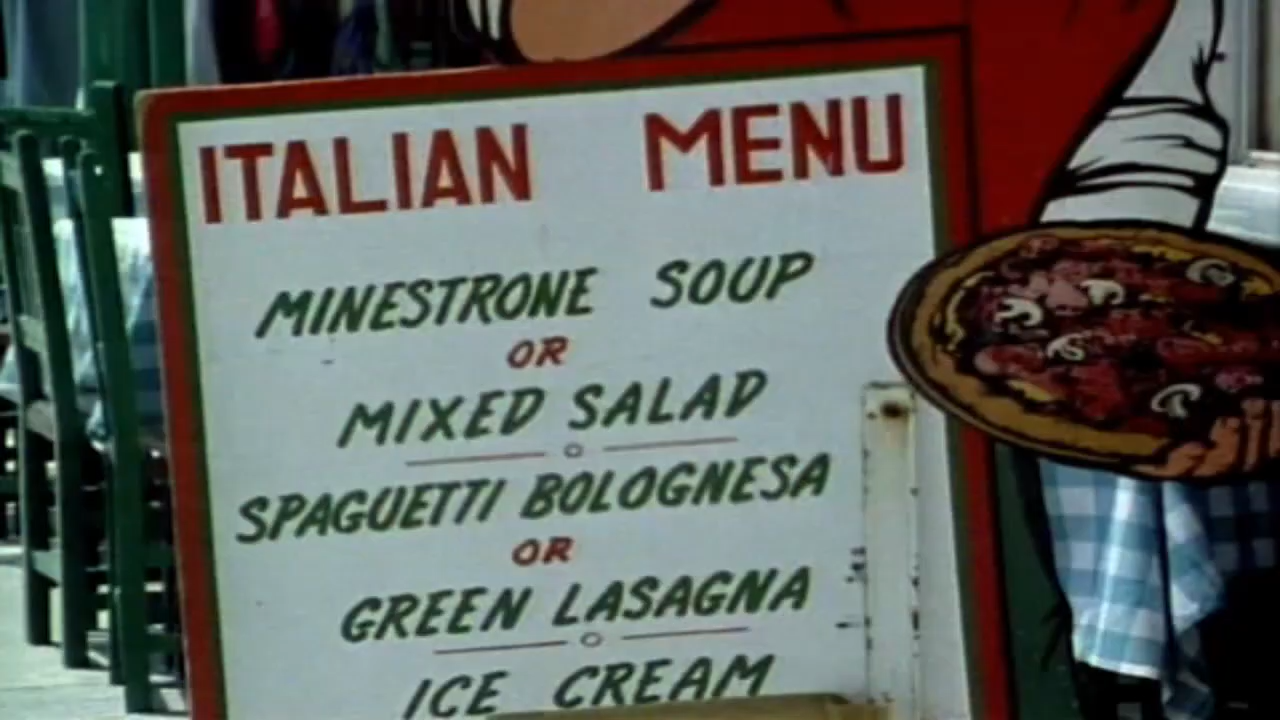 ITALIAN MENU
MINESTRONE SOUP
OR
MIXED SALAD
SPAGUETTI BOLOGNESA
OR
GREEN LASAGNA
ICE CREAM